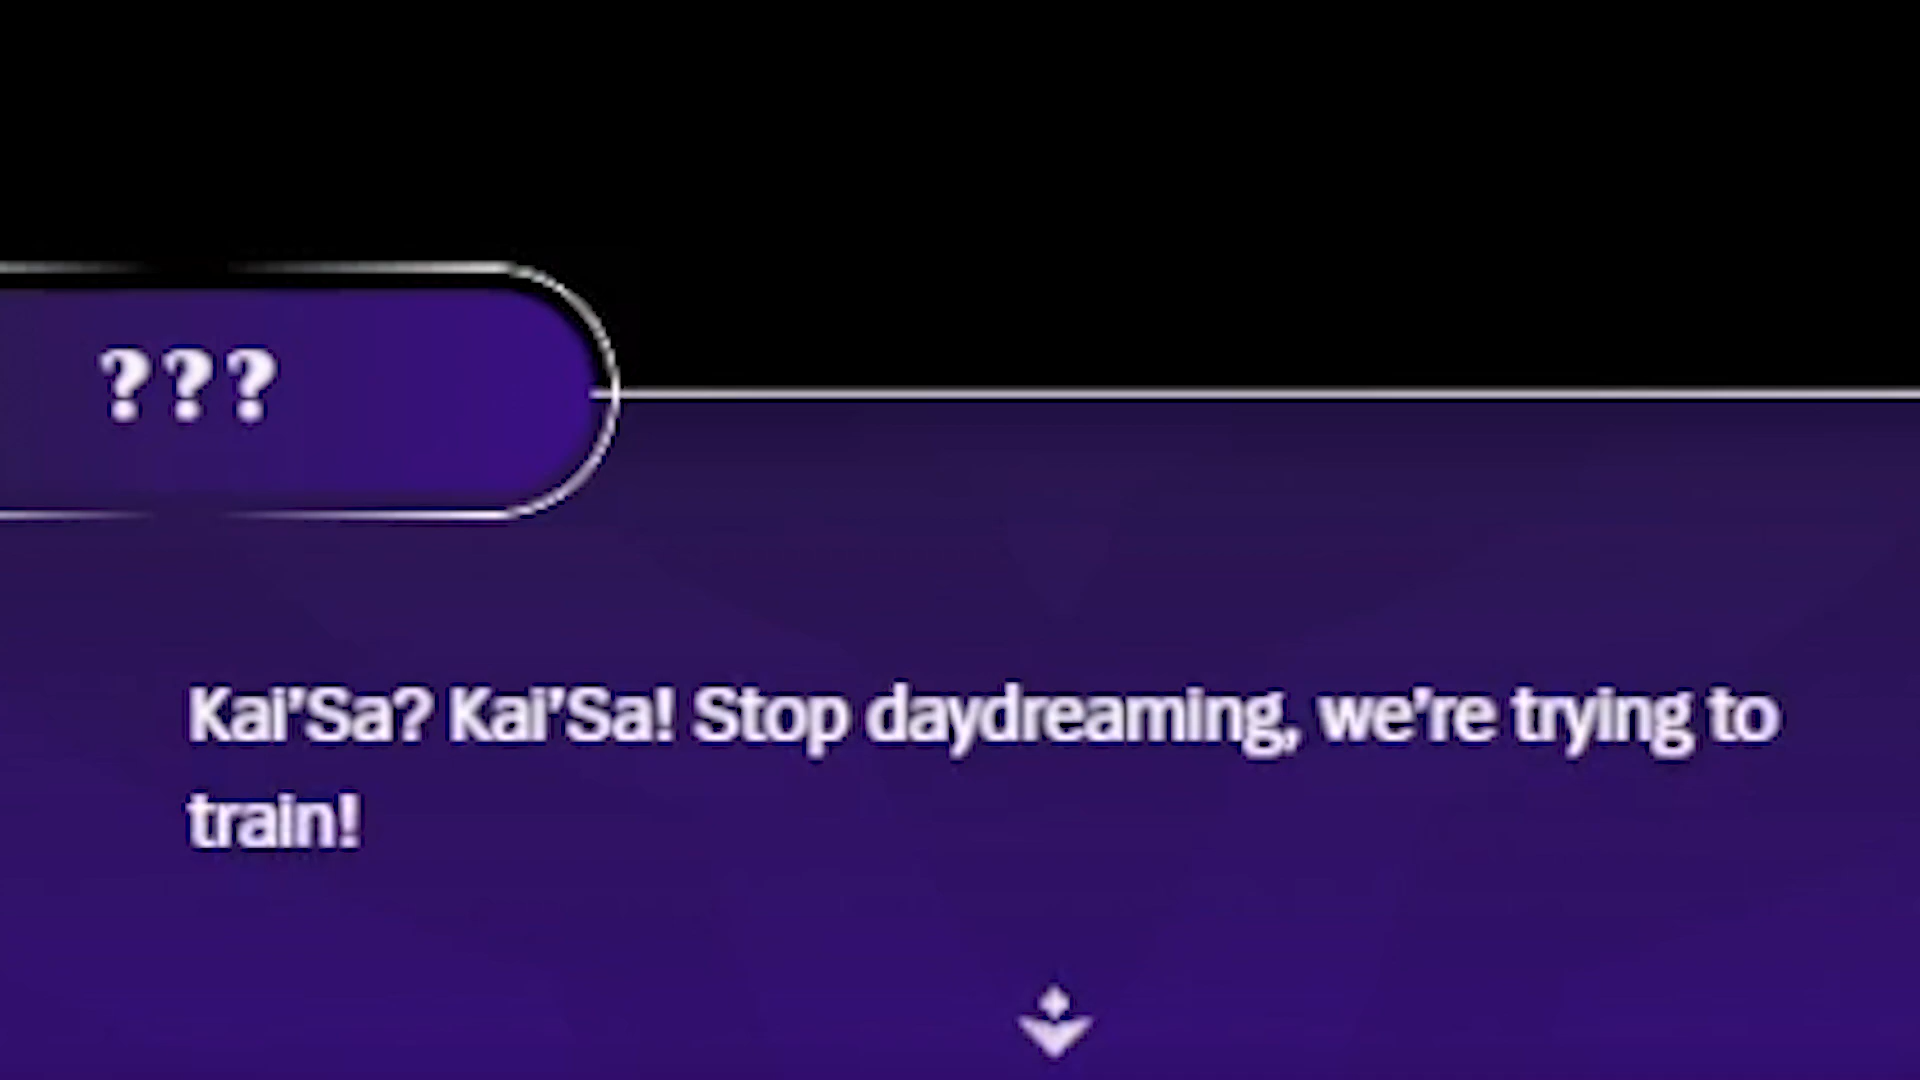 ???
Kai’Sa? Kai’Sa! Stop daydreaming, we’re trying to
train!